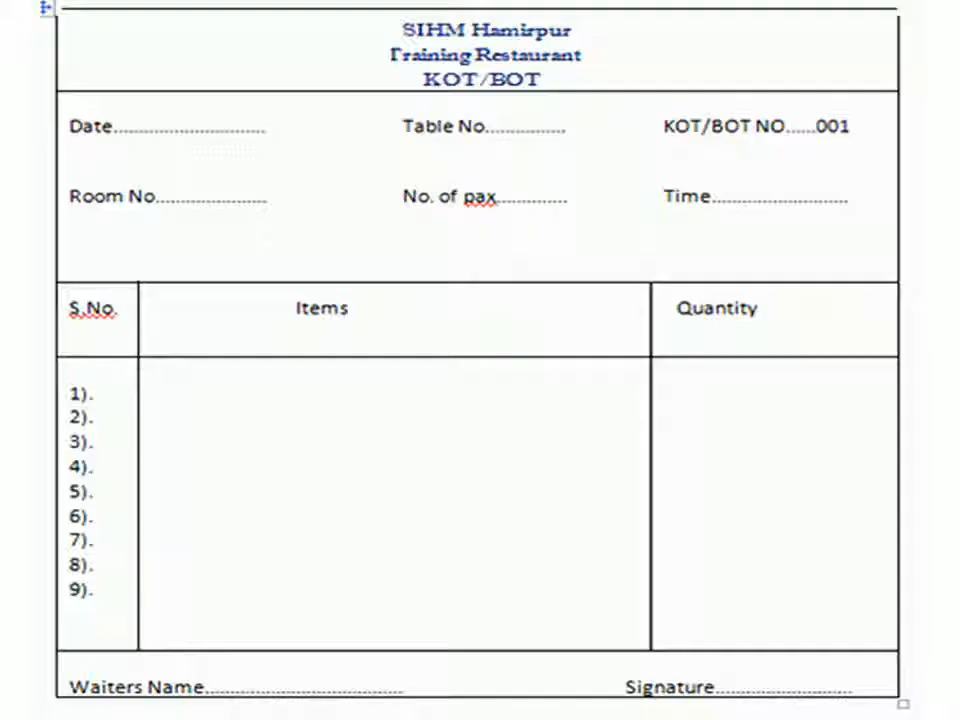 SIHM Hamirpur
Training Restaurant
KOT/BOT
Date............................ Table No............... KOT/BOT NO......001
Room No..................... No. of pax............. Time.........................
S.No. Items Quantity
1).
2).
3).
4).
5).
6).
7).
8).
9).
Waiters Name..................................... Signature.........................